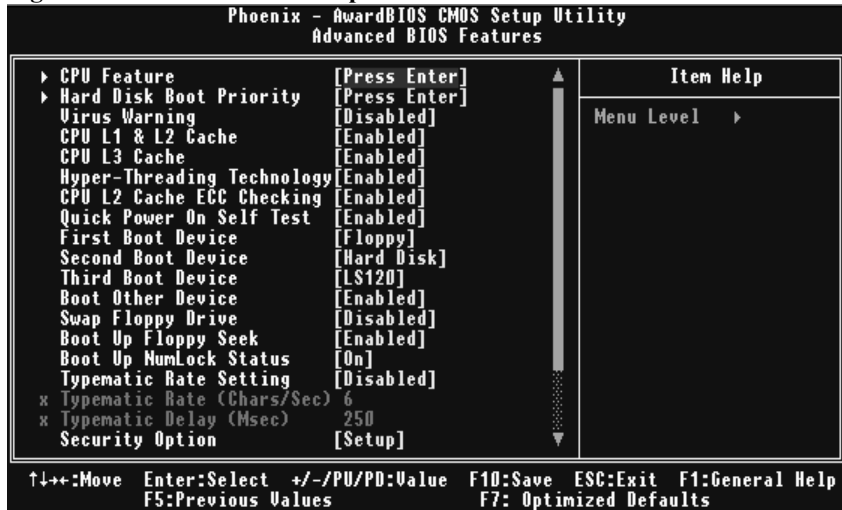 Phoenix - AwardBIOS CMOS Setup Utility
Advanced BIOS Features
CPU Feature [Press Enter]
Hard Disk Boot Priority [Press Enter]
Virus Warning [Disabled]
CPU L1 & L2 Cache [Enabled]
CPU L3 Cache [Enabled]
Hyper-Threading Technology[Enabled]
CPU L2 Cache ECC Checking [Enabled]
Quick Power On Self Test [Enabled]
First Boot Device [Floppy]
Second Boot Device [Hard Disk]
Third Boot Device [LS120]
Boot Other Device [Enabled]
Swap Floppy Drive [Disabled]
Boot Up Floppy Seek [Enabled]
Boot Up NumLock Status [On]
Typematic Rate Setting [Disabled]
x Typematic Rate (Chars/Sec) 6
x Typematic Delay (Msec) 250
Security Option [Setup]
Item Help
Menu Level
↑↓→←:Move Enter:Select +/-/PU/PD:Value F10:Save ESC:Exit F1:General Help
F5:Previous Values F7: Optimized Defaults